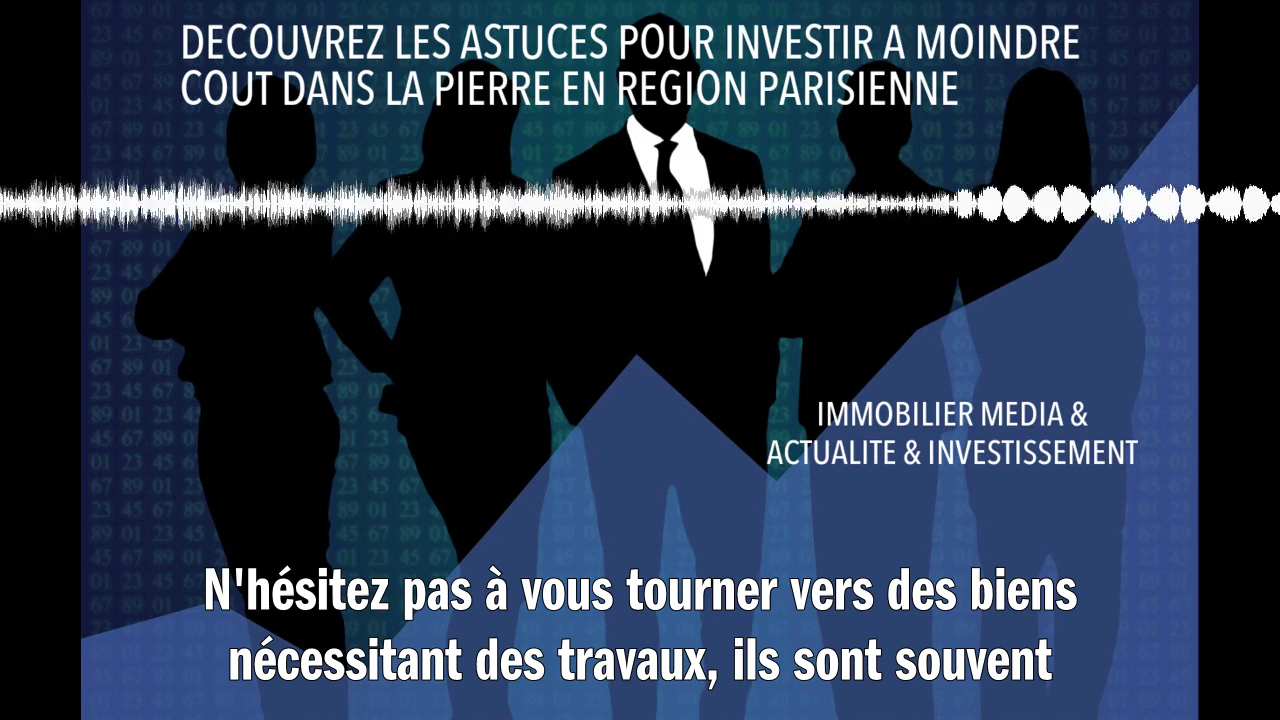 DECOUVREZ LES ASTUCES POUR INVESTIR A MOINDRE
COUT DANS LA PIERRE EN REGION PARISIENNE
IMMOBILIER MEDIA &
ACTUALITE & INVESTISSEMENT
N'hésitez pas à vous tourner vers des biens
nécessitant des travaux, ils sont souvent